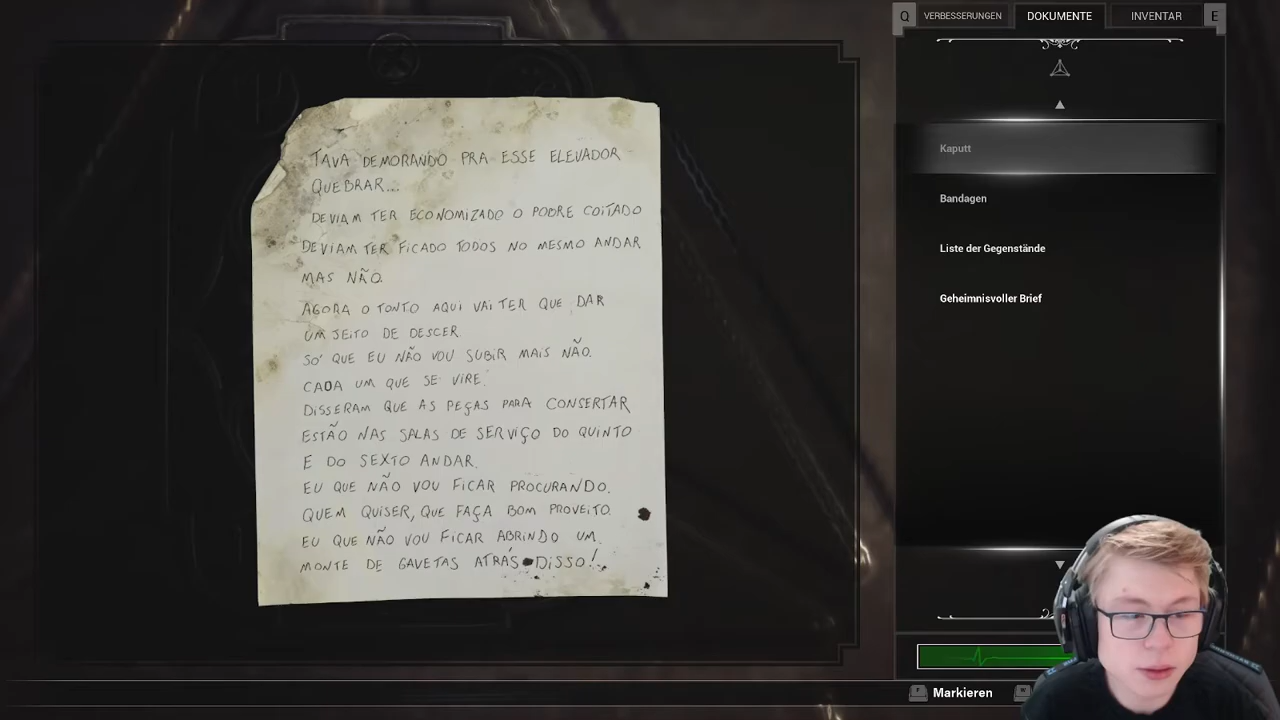 Q
VERBESSERUNGEN
DOKUMENTE
INVENTAR
E
TAVA DEMORANDO PRA ESSE ELEVADOR
QUEBRAR...
DEVIAM TER ECONOMIZADO O POBRE COITADO
DEVIAM TER FICADO TODOS NO MESMO ANDAR
MAS NÃO.
AGORA O TONTO AQUI VAI TER QUE DAR
UM JEITO DE DESCER.
SO' QUE EU NÃO VOU SUBIR MAIS NÃO.
CADA UM QUE SE VIRE.
DISSERAM QUE AS PEÇAS PARA CONSERTAR
ESTÃO NAS SALAS DE SERVIÇO DO QUINTO
E DO SEXTO ANDAR.
EU QUE NÃO VOU FICAR PROCURANDO.
QUEM QUISER, QUE FAÇA BOM PROVEITO.
EU QUE NÃO VOU FICAR ABRINDO UM
MONTE DE GAVETAS ATRÁS DISSO!
Kaputt
Bandagen
Liste der Gegenstände
Geheimnisvoller Brief
Markieren